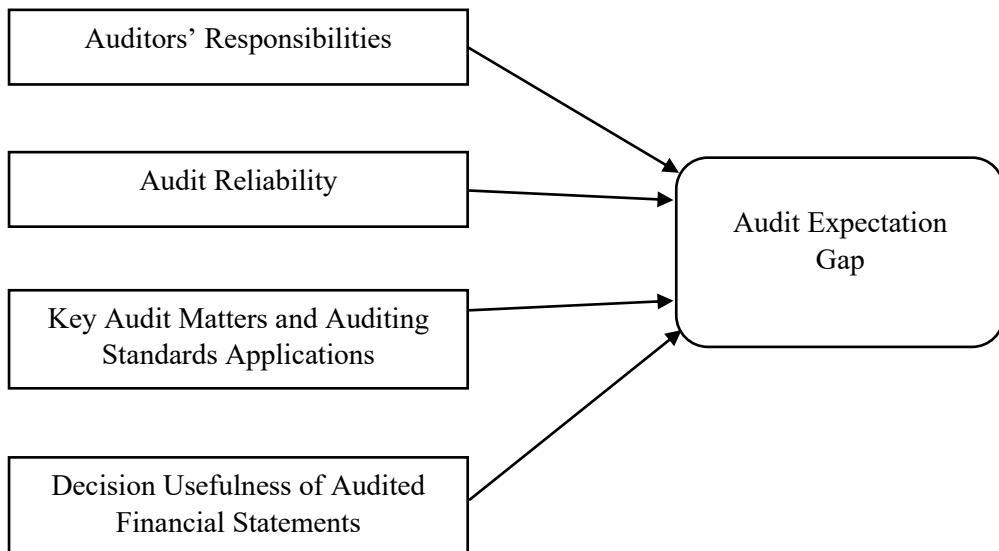 Auditors’ Responsibilities
Audit Reliability
Audit Expectation
Gap
Key Audit Matters and Auditing
Standards Applications
Decision Usefulness of Audited
Financial Statements